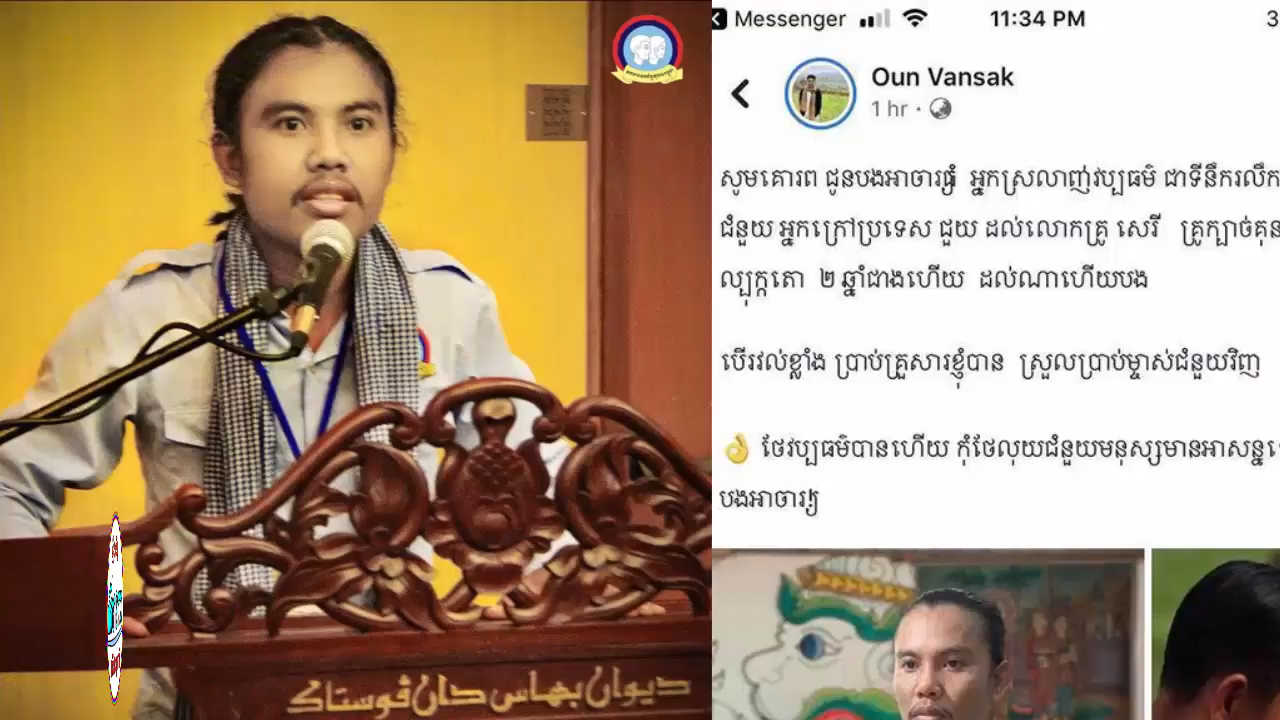 Messenger
11:34 PM
3
Oun Vansak
1 hr ·
សូមគោរព ជូនបងអាចារ្យធំ អ្នកស្រលាញ់វប្បធម៌ ជាទីនឹករលឹក
ជំនួយ អ្នកក្រៅប្រទេស ជួយ ដល់លោកគ្រូ សេរី គ្រូក្បាច់គុន
ល្បុក្កតោ ២ ឆ្នាំជាងហើយ ដល់ណាហើយបង
បើរវល់ខ្លាំង ប្រាប់គ្រួសារខ្ញុំបាន ស្រួលប្រាប់ម្ចាស់ជំនួយវិញ
👌 ថែវប្បធម៌បានហើយ កុំថែលុយជំនួយមនុស្សមានអាសន្ន
បងអាចារ្យ
ديوان بهاس دان ڤوستاك